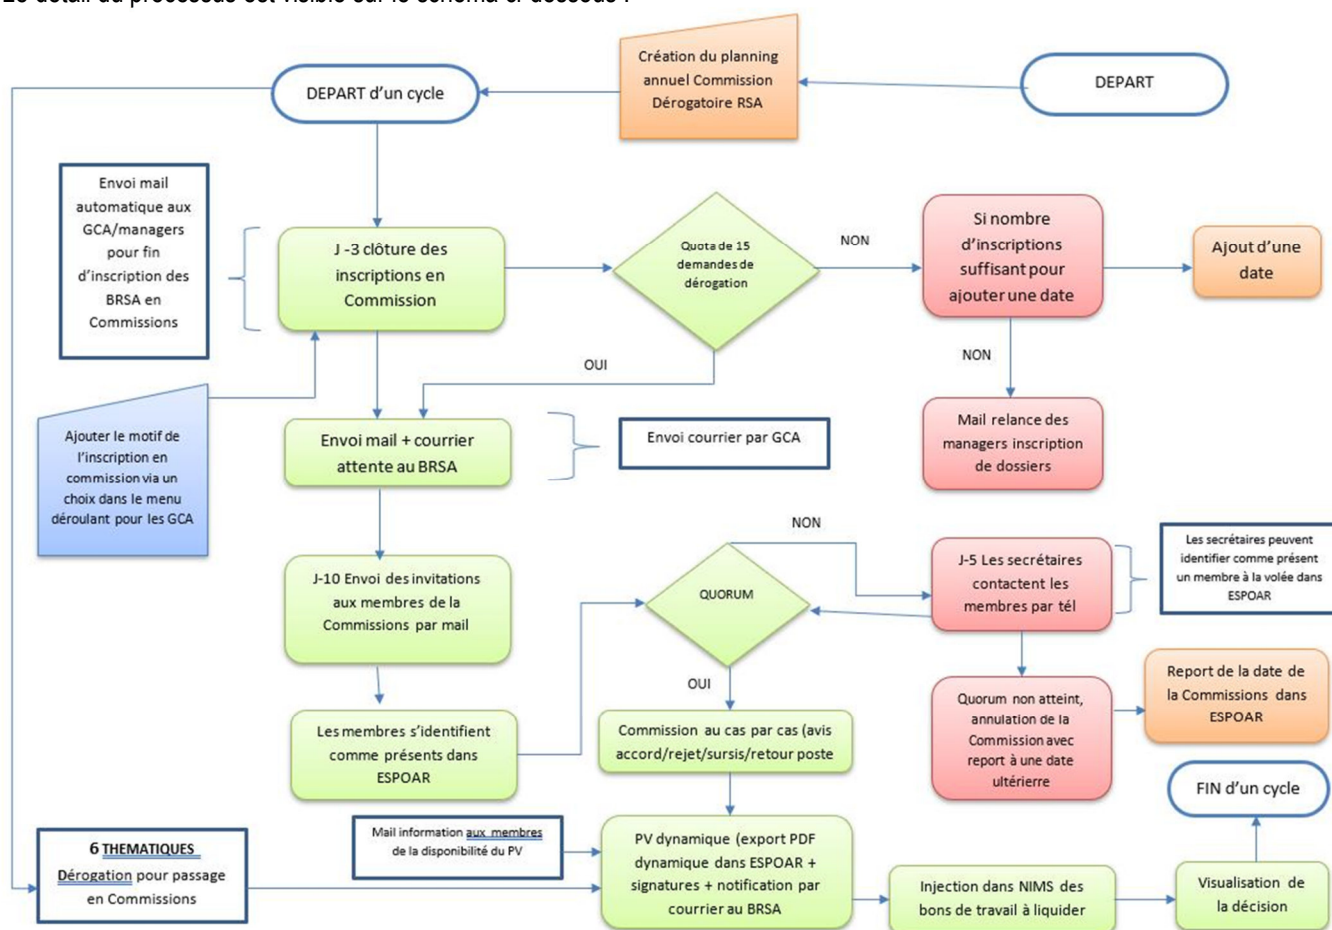 Le détail du processus est visible sur le schéma ci-dessous :
Création du planning
annuel Commission
Dérogatoire RSA
DEPART
DEPART d'un cycle
Envoi mail
automatique aux
GCA/managers
pour fin
d'inscription des
BRSA en
Commissions
J -3 clôture des
inscriptions en
Commission
Quota de 15
demandes de
dérogation
NON
Si nombre
d'inscriptions
suffisant pour
ajouter une date
Ajout d'une
date
OUI
NON
Ajouter le motif de
l'inscription en
commission via un
choix dans le menu
déroulant pour les GCA
Envoi mail + courrier
attente au BRSA
Envoi courrier par GCA
Mail relance des
managers inscription
de dossiers
J-10 Envoi des invitations
aux membres de la
Commissions par mail
QUORUM
NON
J-5 Les secrétaires
contactent les
membres par tél
Les secrétaires peuvent
identifier comme présent
un membre à la volée dans
ESPOAR
OUI
Les membres s'identifient
comme présents dans
ESPOAR
Commission au cas par cas (avis
accord/rejet/sursis/retour poste
Quorum non atteint,
annulation de la
Commission avec
report à une date
ultérierre
Report de la date de
la Commissions dans
ESPOAR
FIN d'un cycle
6 THEMATIQUES
Dérogation pour passage
en Commissions
Mail information aux membres
de la disponibilité du PV
PV dynamique (export PDF
dynamique dans ESPOAR +
signatures + notification par
courrier au BRSA
Injection dans NIMS des
bons de travail à liquider
Visualisation de
la décision